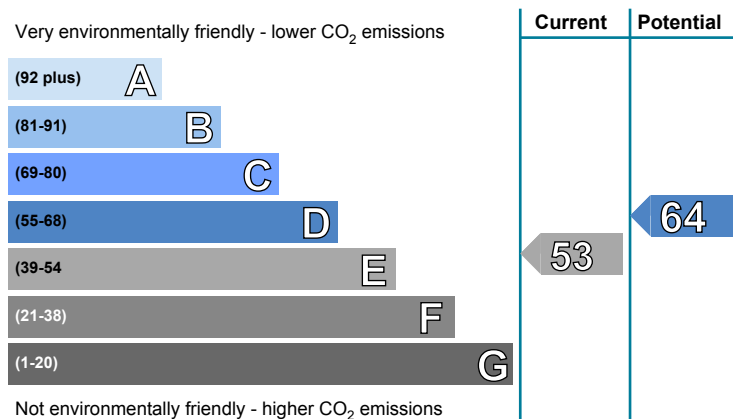 Current Potential
Very environmentally friendly - lower CO₂ emissions
(92 plus) A
(81-91) B
(69-80) C
(55-68) D
64
(39-54 E
53
(21-38) F
(1-20) G
Not environmentally friendly - higher CO₂ emissions